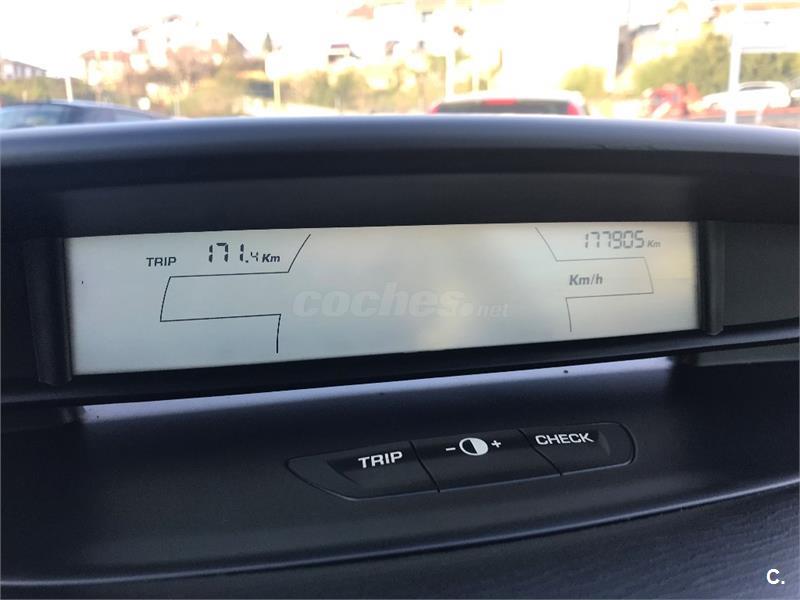 TRIP 171.4 Km
177905 Km
Km/h
coches.net
TRIP
- +
CHECK
C.